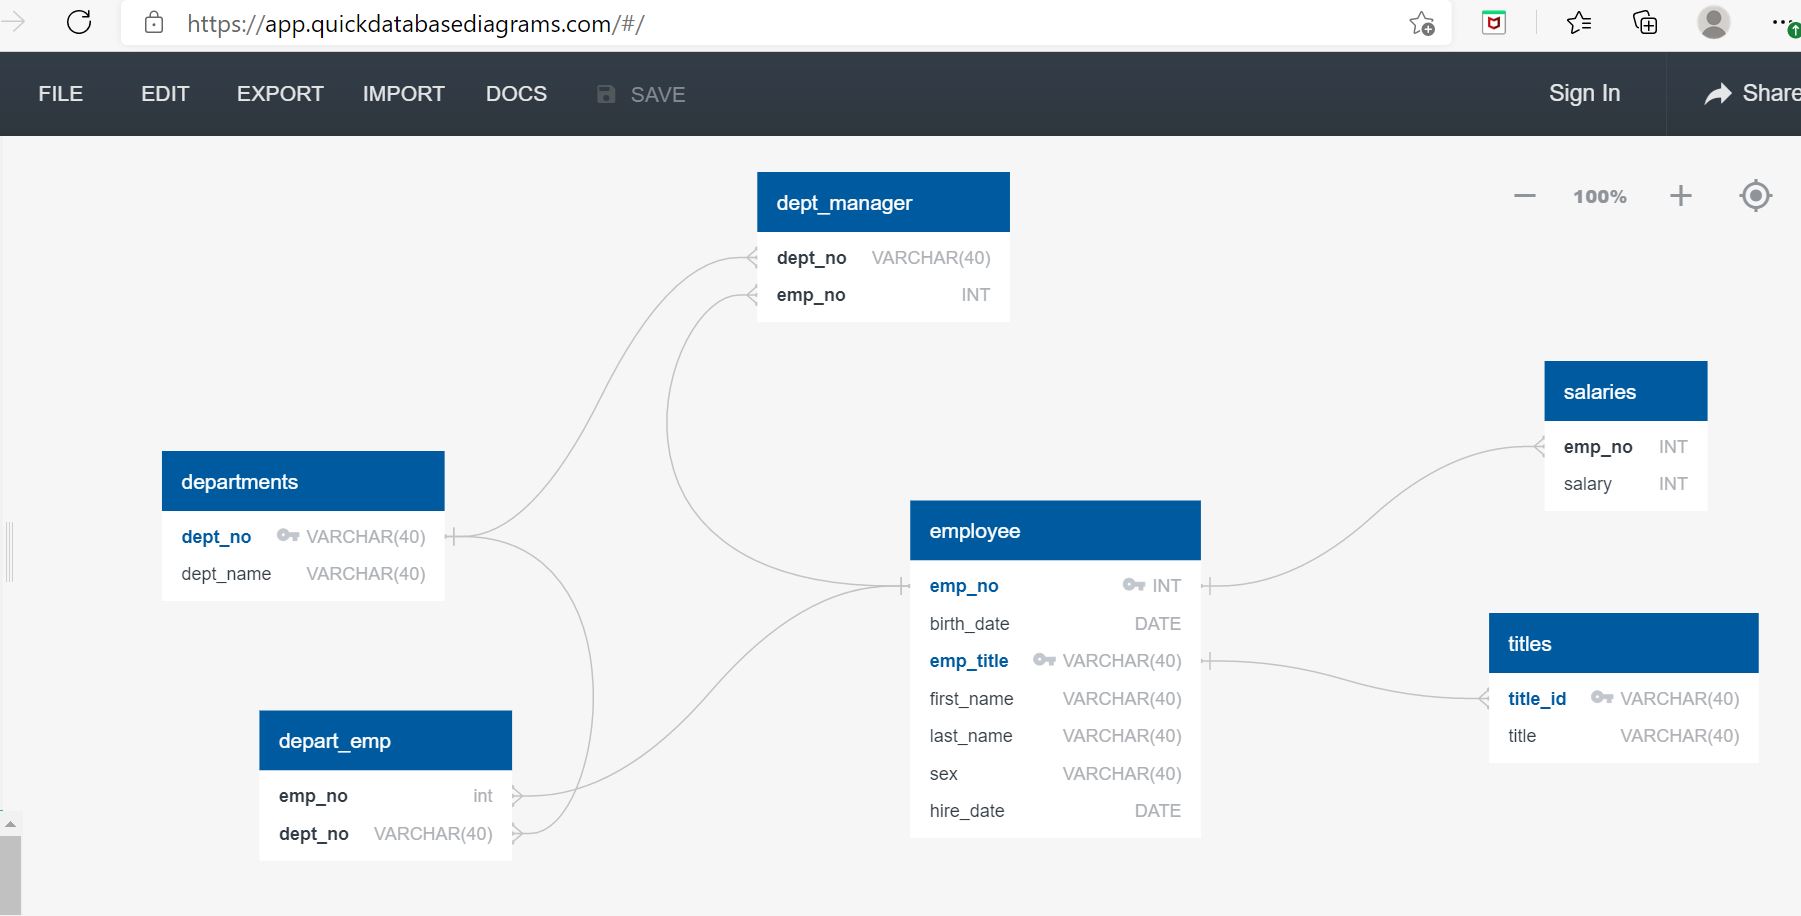 https://app.quickdatabasediagrams.com/#/
FILE EDIT EXPORT IMPORT DOCS SAVE Sign In Share
100%
dept_manager
dept_no VARCHAR(40)
emp_no INT
salaries
emp_no INT
salary INT
departments
dept_no VARCHAR(40)
dept_name VARCHAR(40)
employee
emp_no INT
birth_date DATE
emp_title VARCHAR(40)
first_name VARCHAR(40)
last_name VARCHAR(40)
sex VARCHAR(40)
hire_date DATE
titles
title_id VARCHAR(40)
title VARCHAR(40)
depart_emp
emp_no int
dept_no VARCHAR(40)